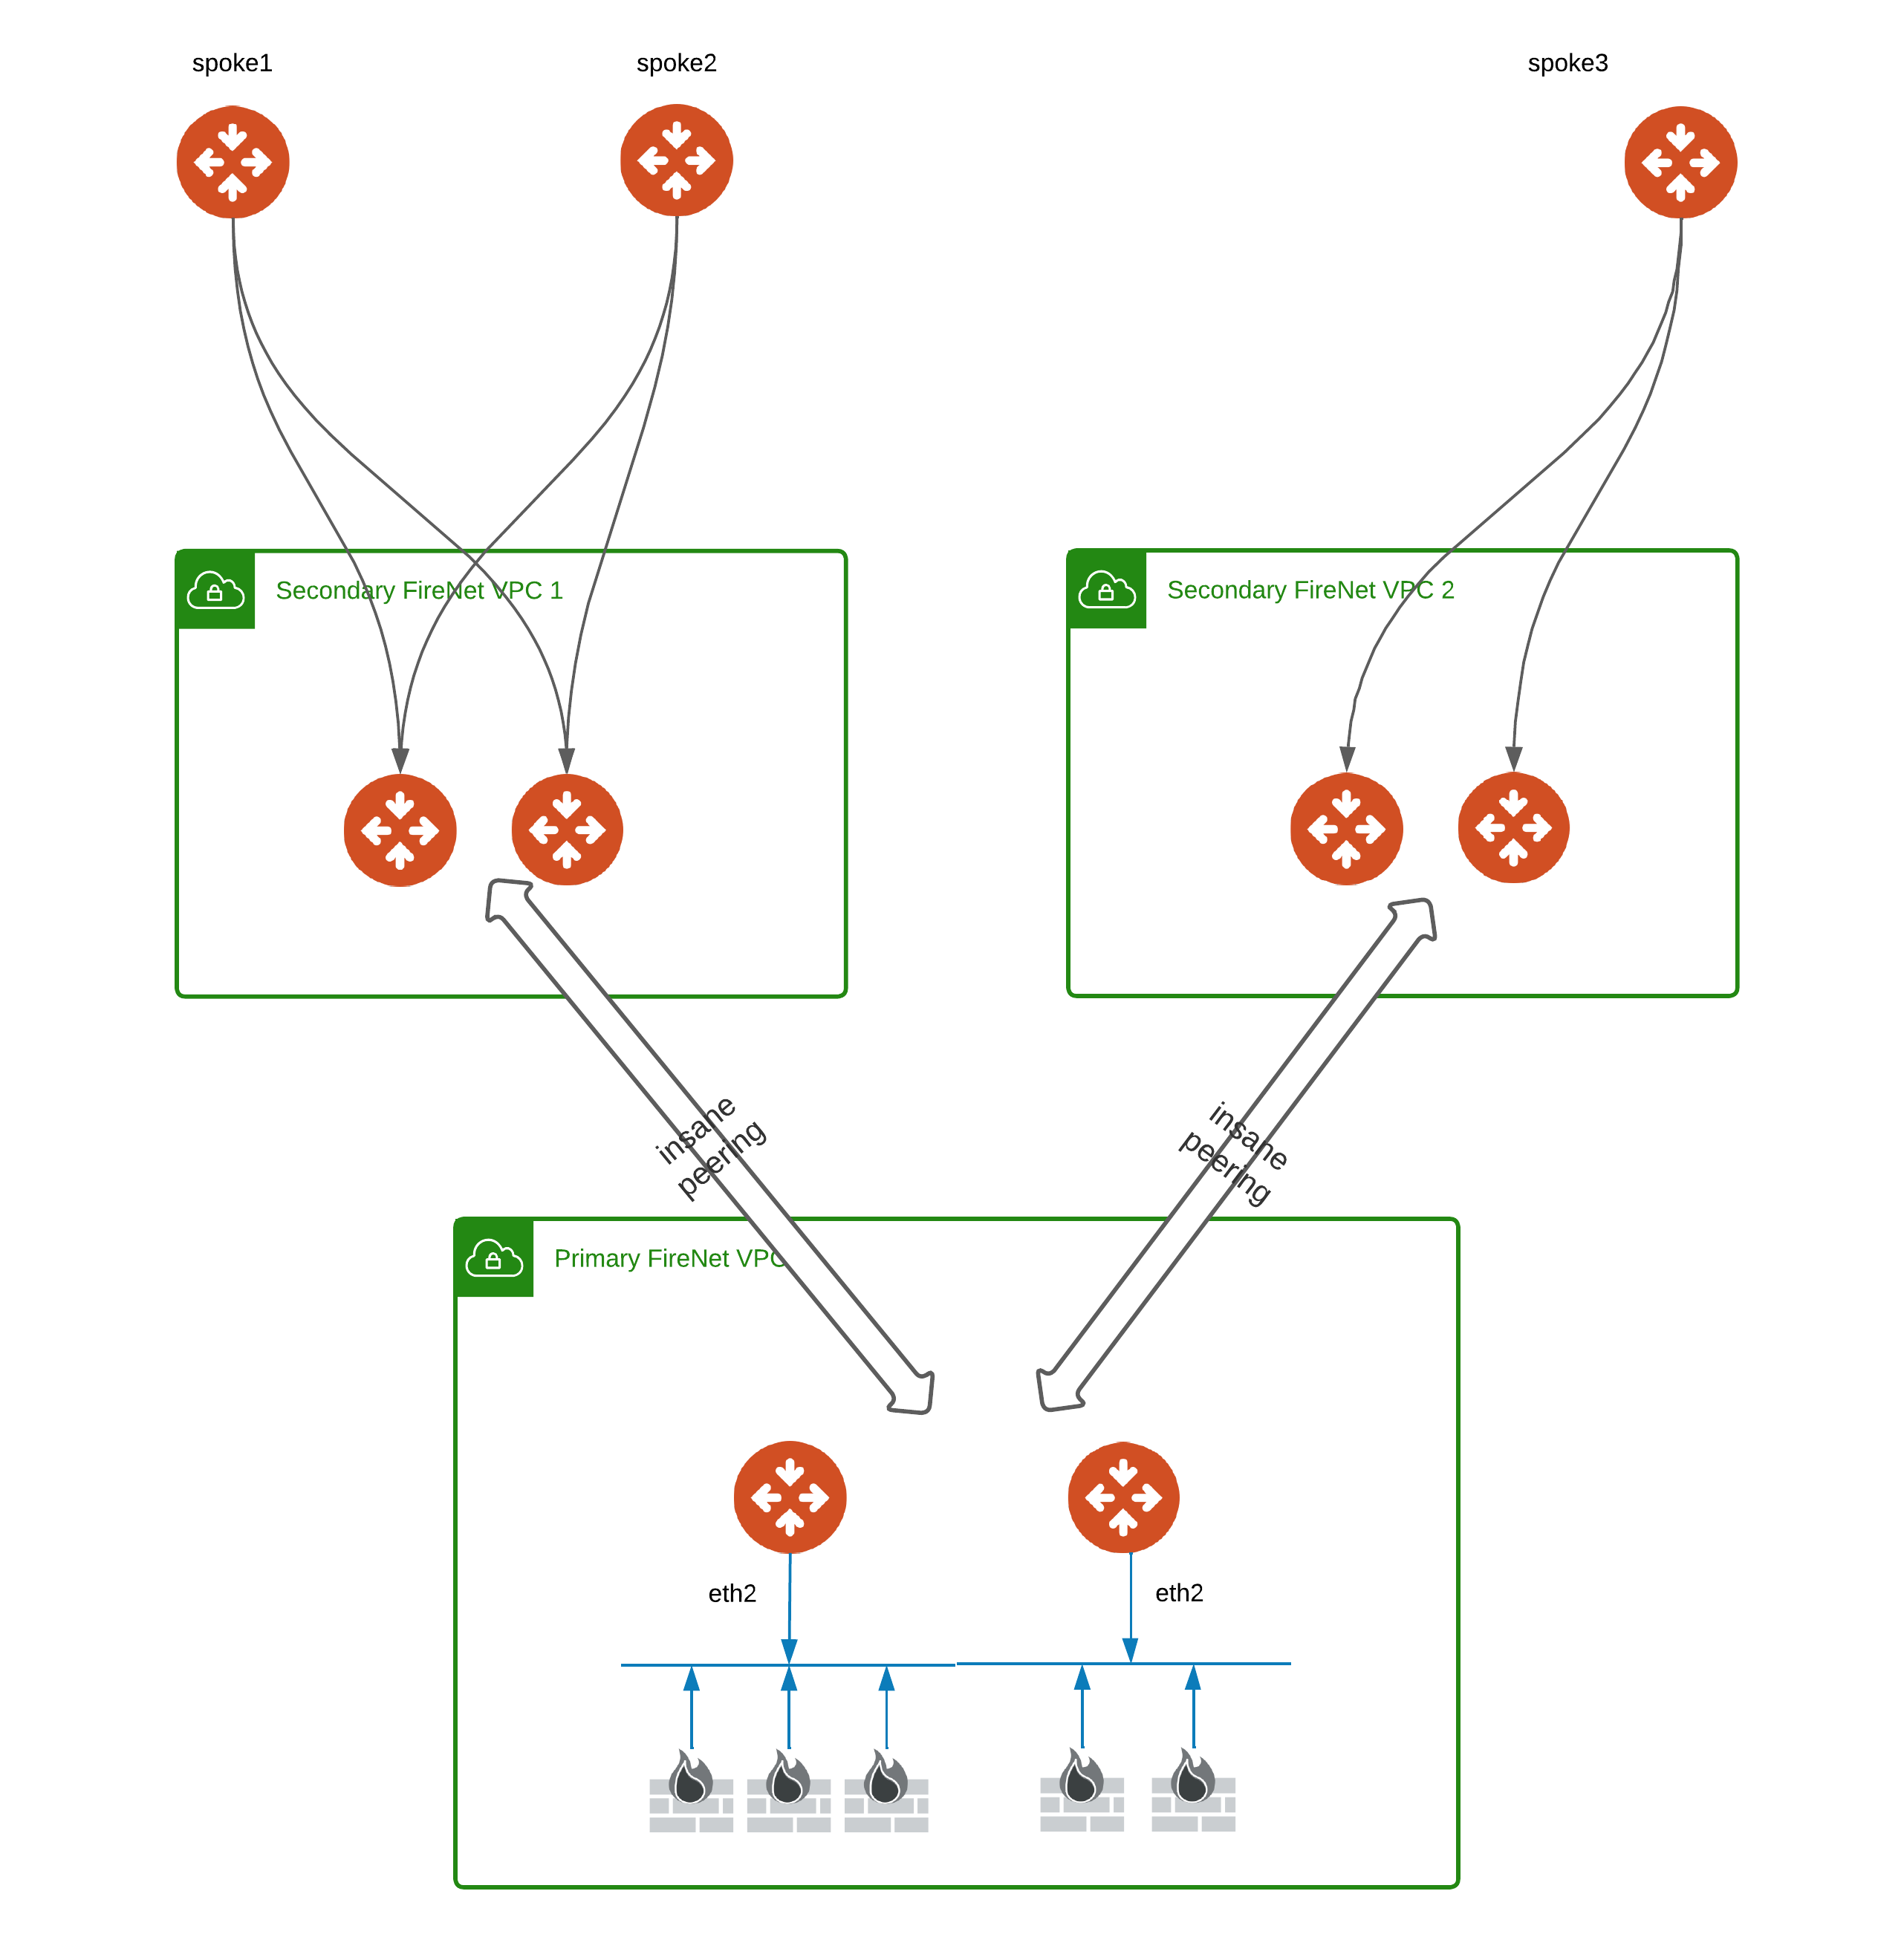 spoke1
spoke2
spoke3
Secondary FireNet VPC 1
Secondary FireNet VPC 2
insane
peering
insane
peering
Primary FireNet VPC
eth2
eth2